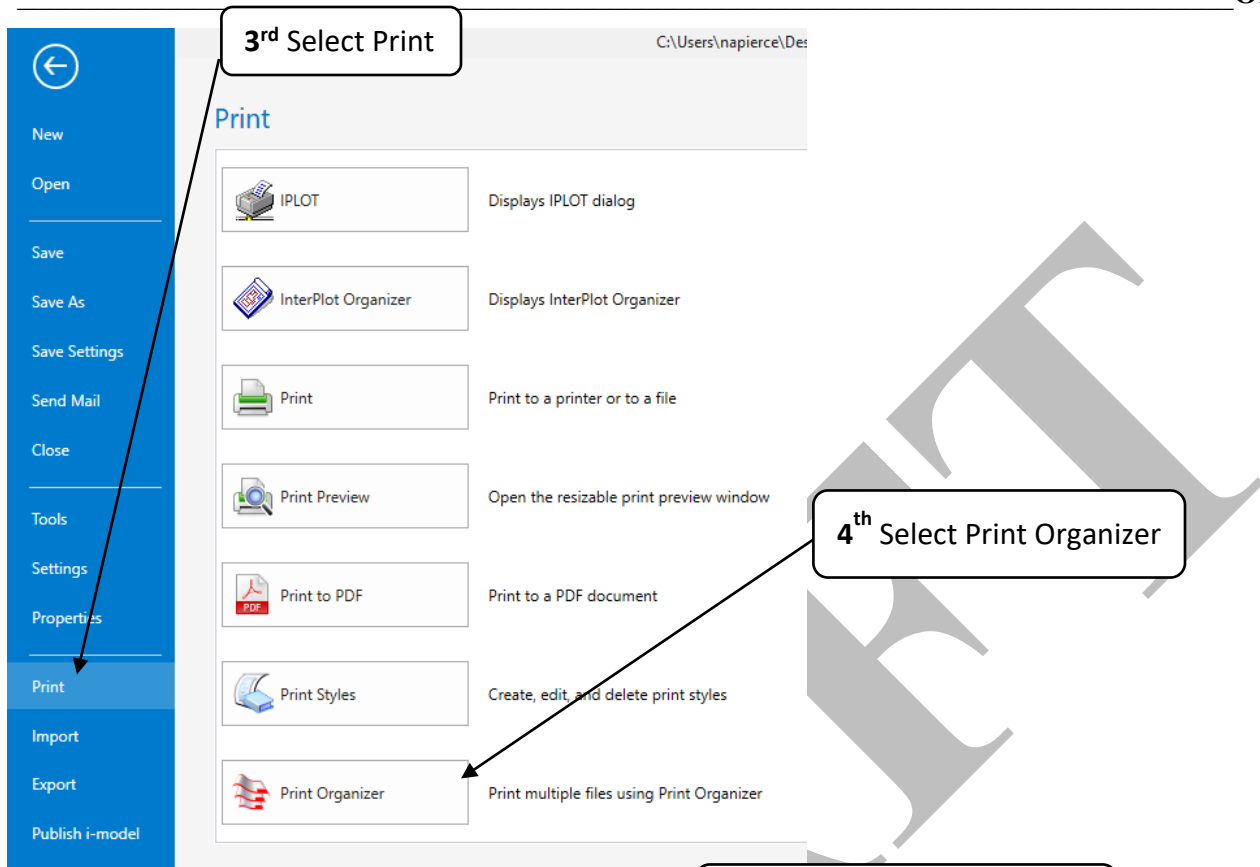 3rd Select Print
C:\Users\napierce\Des
Print
New
Open
Save
Save As
Save Settings
Send Mail
Close
Tools
Settings
Properties
Print
Import
Export
Publish i-model
IPLOT
Displays IPLOT dialog
InterPlot Organizer
Displays InterPlot Organizer
Print
Print to a printer or to a file
Print Preview
Open the resizable print preview window
4th Select Print Organizer
PDF
Print to PDF
Print to a PDF document
Print Styles
Create, edit, and delete print styles
Print Organizer
Print multiple files using Print Organizer
FT